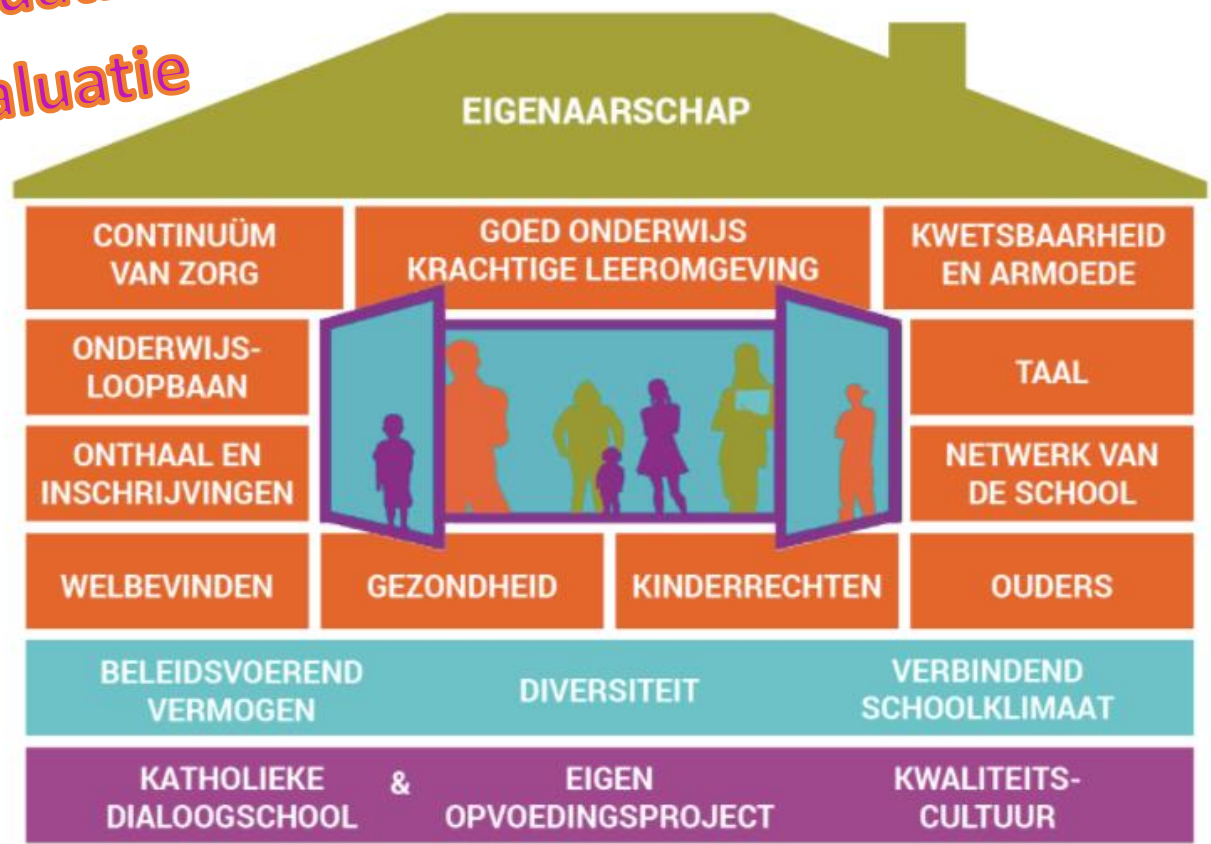 EIGENAARSCHAP
CONTINUÜM
VAN ZORG
GOED ONDERWIJS
KRACHTIGE LEEROMGEVING
KWETSBAARHEID
EN ARMOEDE
ONDERWIJS-
LOOPBAAN
TAAL
ONTHAAL EN
INSCHRIJVINGEN
NETWERK VAN
DE SCHOOL
WELBEVINDEN
GEZONDHEID
KINDERRECHTEN
OUDERS
BELEIDSVOEREND
VERMOGEN
DIVERSITEIT
VERBINDEND
SCHOOLKLIMAAT
KATHOLIEKE
DIALOOGSCHOOL
&
EIGEN
OPVOEDINGSPROJECT
KWALITEITS-
CULTUUR